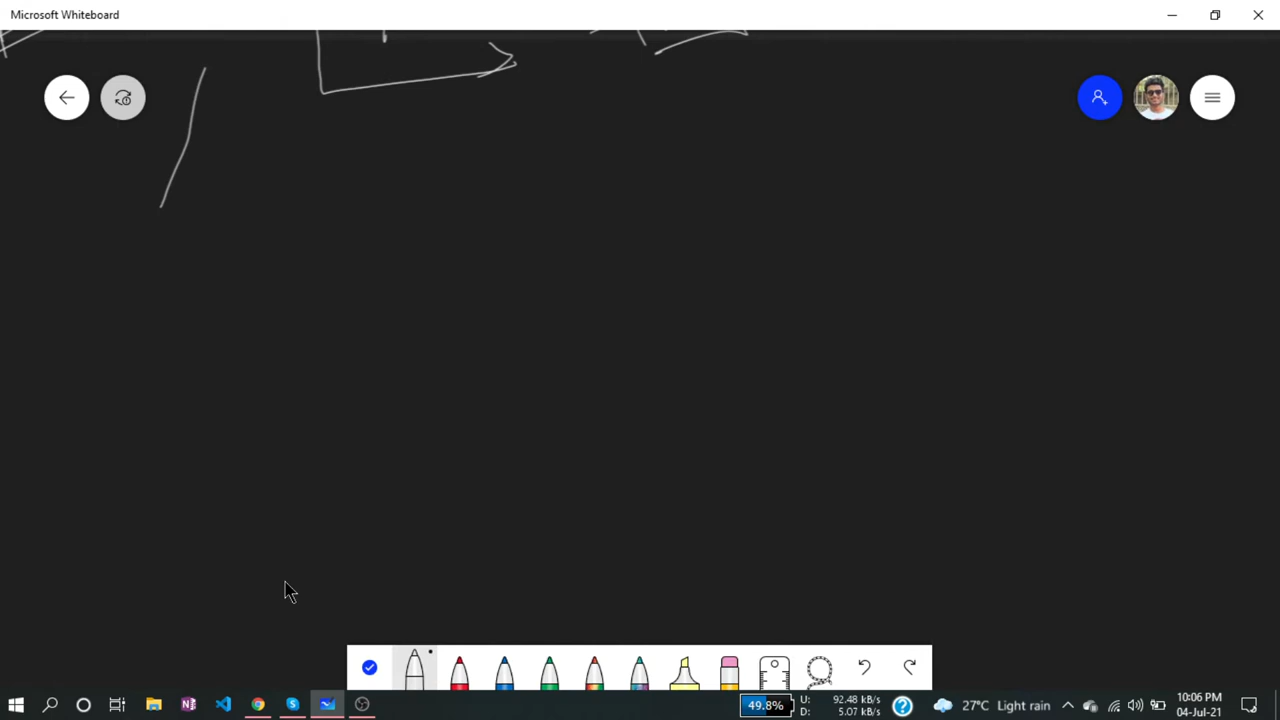 Microsoft Whiteboard
49.8%
U: 92.48 kB/s
D: 5.07 kB/s
27°C Light rain
10:06 PM
04-Jul-21